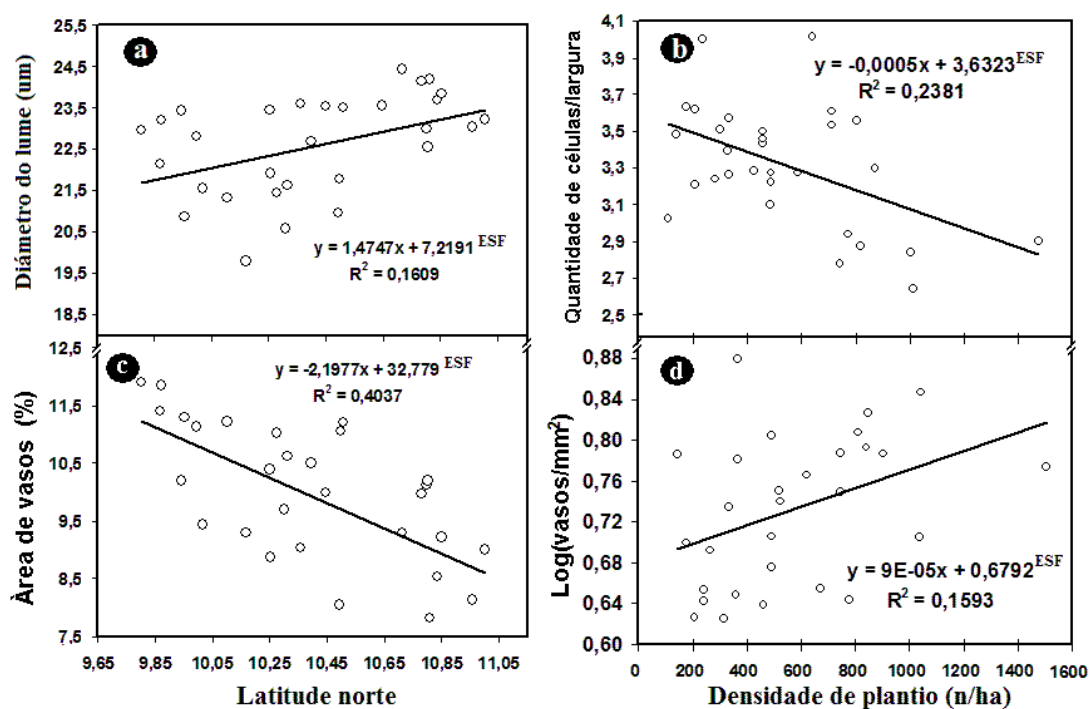 a
25,5
24,5
23,5
22,5
21,5
20,5
19,5
18,5
Diámetro do lume (um)
y = 1,4747x + 7,2191 ESF
R2 = 0,1609
b
4,1
3,9
3,7
3,5
3,3
3,1
2,9
2,7
2,5
Quantidade de células/largura
y = -0,0005x + 3,6323 ESF
R2 = 0,2381
c
12,5
11,5
10,5
9,5
8,5
7,5
Àrea de vasos (%)
y = -2,1977x + 32,779 ESF
R2 = 0,4037
9,65 9,85 10,05 10,25 10,45 10,65 10,85 11,05
Latitude norte
d
0,88
0,84
0,80
0,76
0,72
0,68
0,64
0,60
Log(vasos/mm2)
y = 9E-05x + 0,6792 ESF
R2 = 0,1593
200 400 600 800 1000 1200 1400 1600
Densidade de plantio (n/ha)